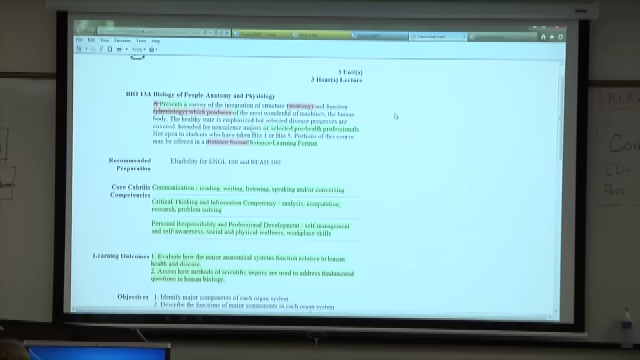 3 Unit(s)
3 Hour(s) Lecture
BIO 13A Biology of People Anatomy and Physiology
Presents a survey of the integration of structure (anatomy) and function
(physiology) which produces of the most wonderful of machines, the human
body. The healthy state is emphasized but selected disease processes are
covered. Intended for nonscience majors or selected pre-health professionals.
Not open to students who have taken Bio 4 or Bio 5. Portions of this course
may be offered in a distance format Distance-Learning Format.
Recommended Preparation
Eligibility for ENGL 100 and READ 100
Core Cabrillo Competencies
Communication - reading, writing, listening, speaking and/or conversing
Critical Thinking and Information Competency - analysis, computation,
research, problem solving
Personal Responsibility and Professional Development - self-management
and self-awareness, social and physical wellness, workplace skills
Learning Outcomes
1. Evaluate how the major anatomical systems function relative to human
health and disease.
2. Assess how methods of scientific inquiry are used to address fundamental
questions in human biology.
Objectives
1. Identify major components of each organ system
2. Describe the functions of major components in each organ system